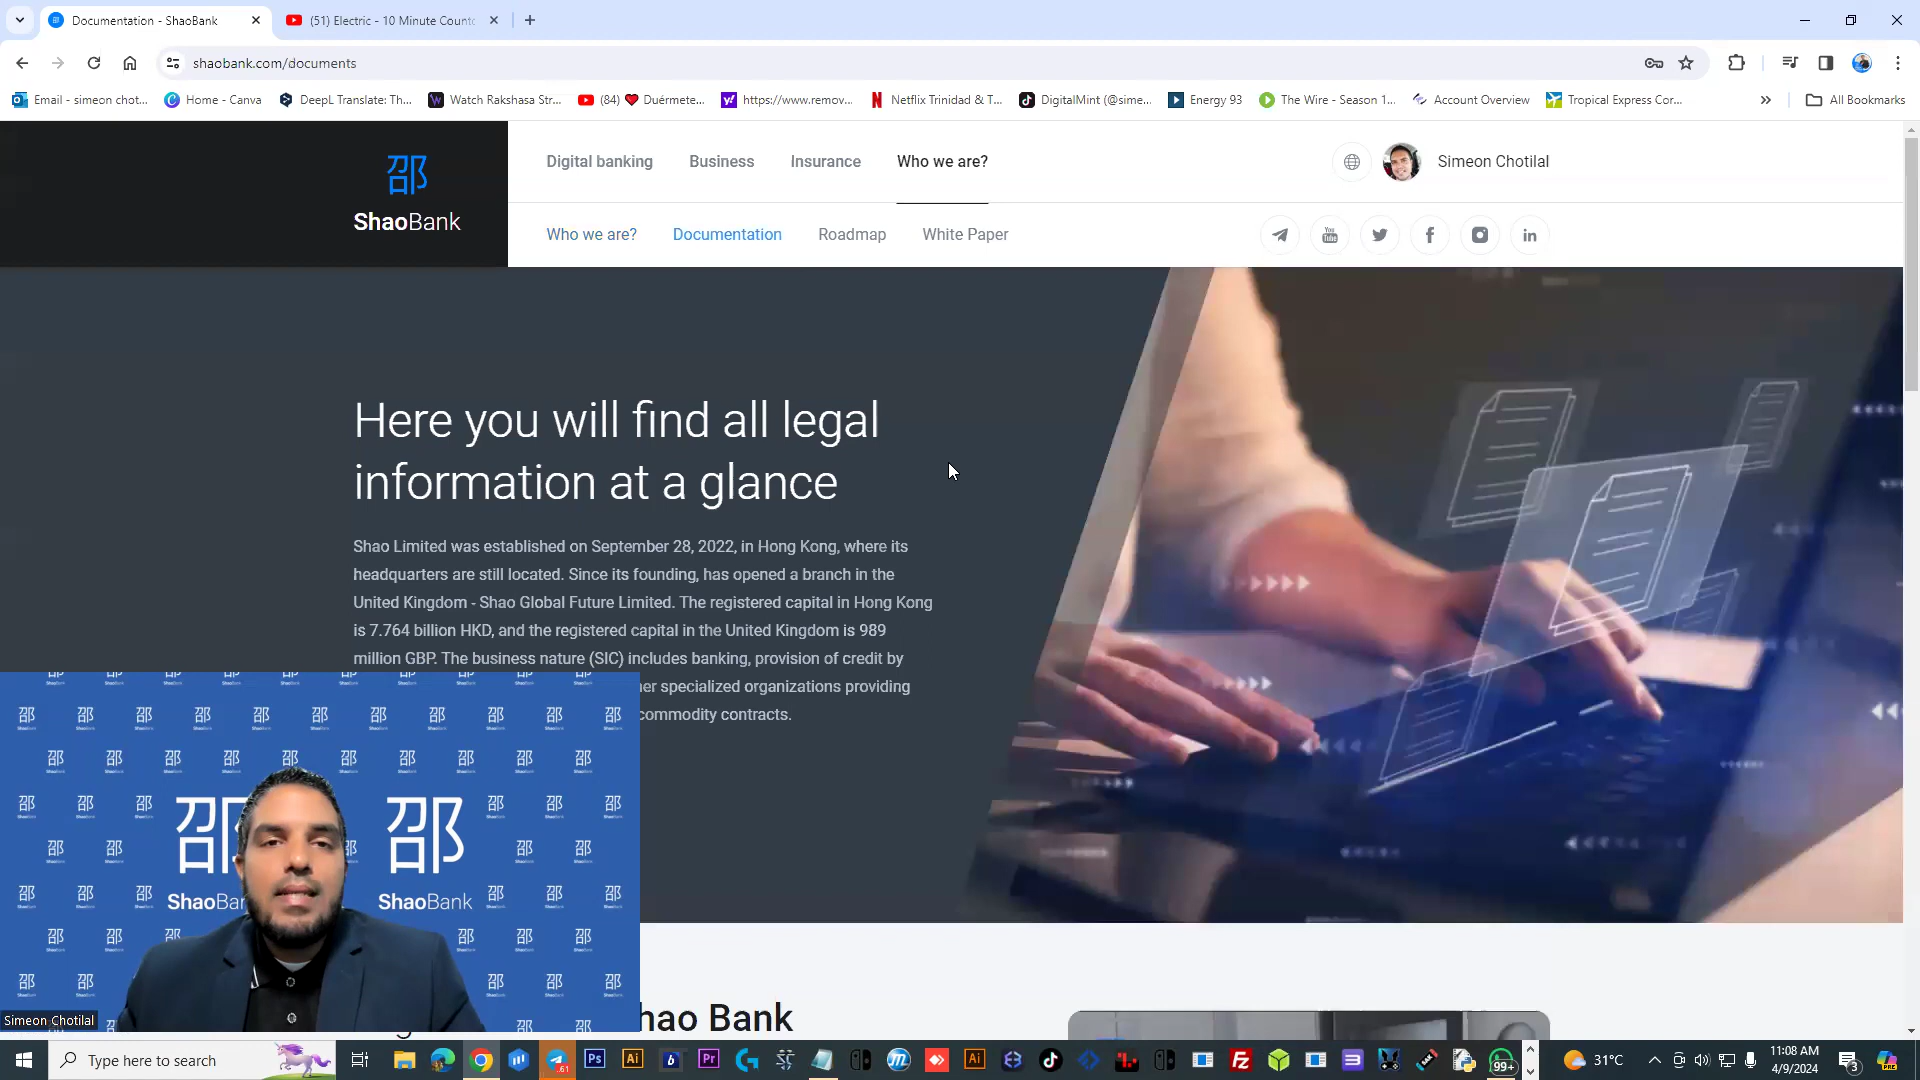 Documentation - ShaoBank
(51) Electric - 10 Minute Count
shaobank.com/documents
Email - simeon chot...
Home - Canva
DeepL Translate: Th...
Watch Rakshasa Str...
(84) ❤ Duérmete...
https://www.remov...
Netflix Trinidad & T...
DigitalMint (@sime...
Energy 93
The Wire - Season 1...
Account Overview
Tropical Express Cor...
All Bookmarks
邵
ShaoBank
Digital banking
Business
Insurance
Who we are?
Simeon Chotilal
Who we are?
Documentation
Roadmap
White Paper
Here you will find all legal
information at a glance
Shao Limited was established on September 28, 2022, in Hong Kong, where its
headquarters are still located. Since its founding, has opened a branch in the
United Kingdom - Shao Global Future Limited. The registered capital in Hong Kong
is 7.764 billion HKD, and the registered capital in the United Kingdom is 989
million GBP. The business nature (SIC) includes banking, provision of credit by
her specialized organizations providing
commodity contracts.
邵 邵
ShaoBan ShaoBank
Simeon Chotilal
hao Bank
Type here to search
99+
31°C
11:08 AM
4/9/2024